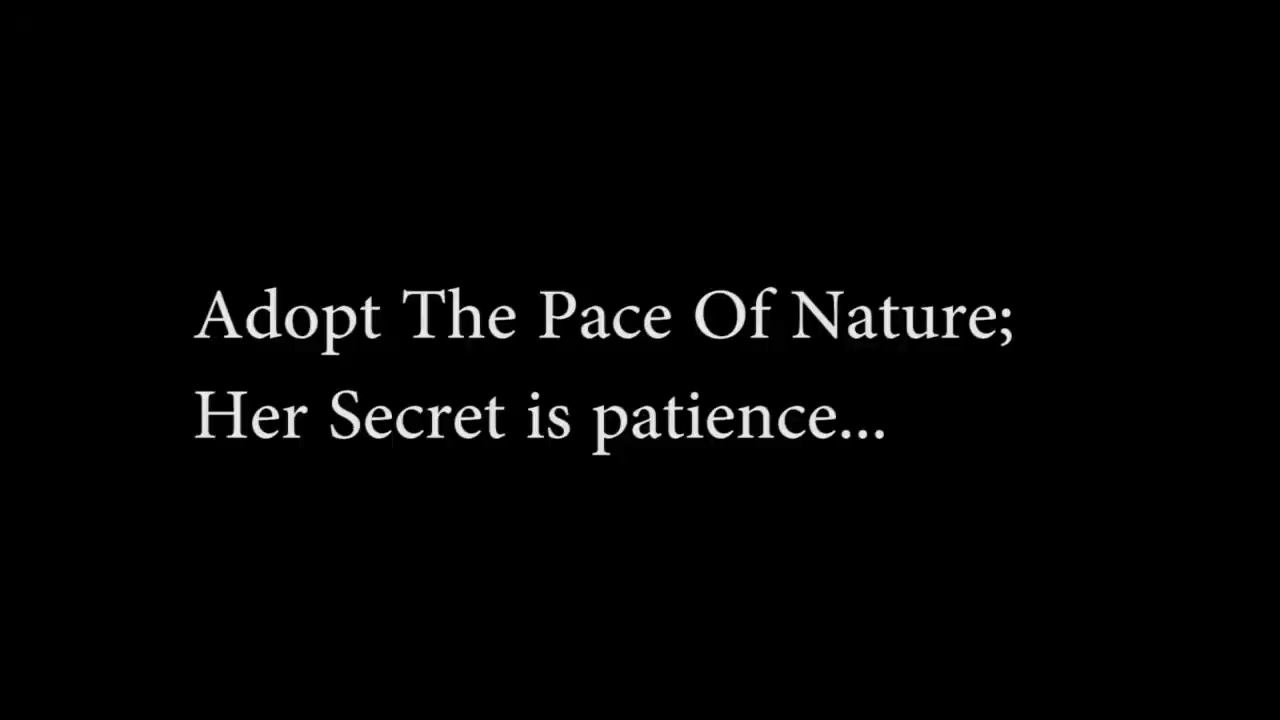 Adopt The Pace Of Nature;
Her Secret is patience...